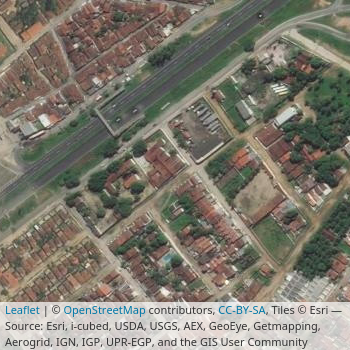 Leaflet | © OpenStreetMap contributors, CC-BY-SA, Tiles © Esri —
Source: Esri, i-cubed, USDA, USGS, AEX, GeoEye, Getmapping,
Aerogrid, IGN, IGP, UPR-EGP, and the GIS User Community